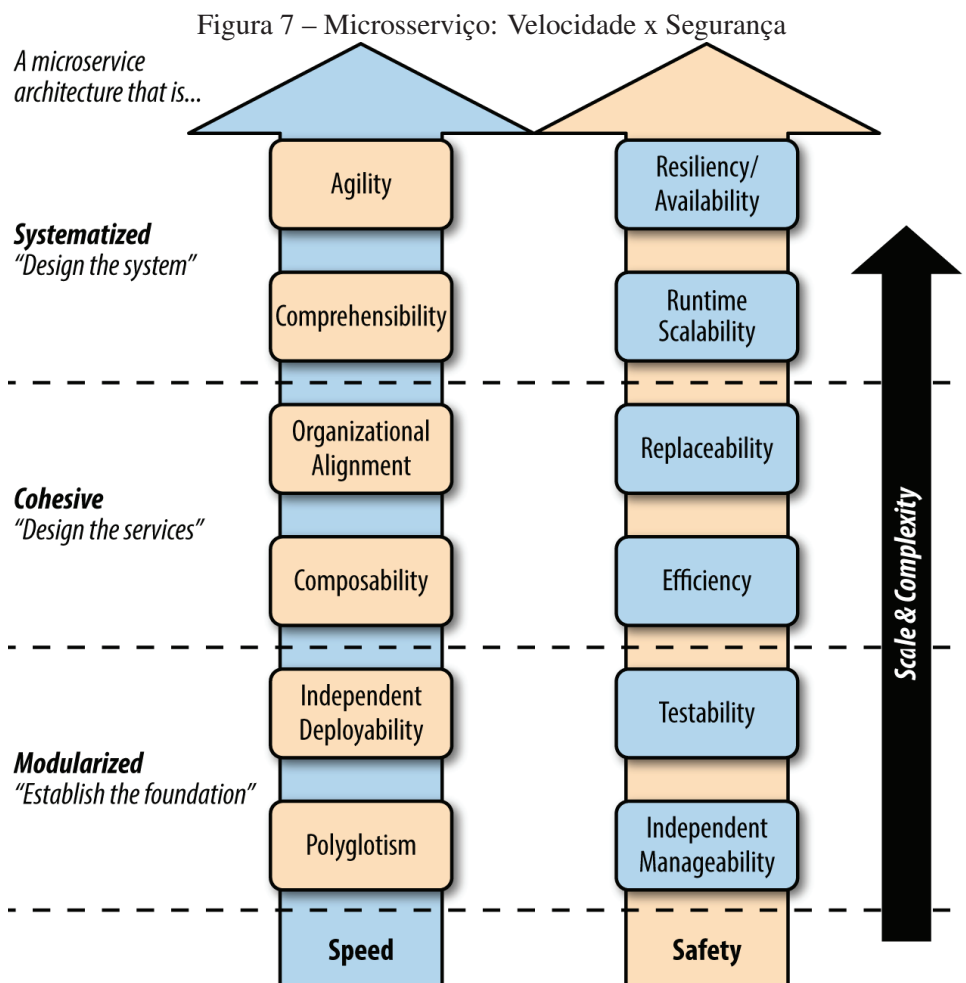 Figura 7 – Microsserviço: Velocidade x Segurança
A microservice
architecture that is...
Agility
Resiliency/
Availability
Systematized
“Design the system”
Comprehensibility
Runtime
Scalability
Organizational
Alignment
Replaceability
Cohesive
“Design the services”
Composability
Efficiency
Scale & Complexity
Independent
Deployability
Testability
Modularized
“Establish the foundation”
Polyglotism
Independent
Manageability
Speed
Safety